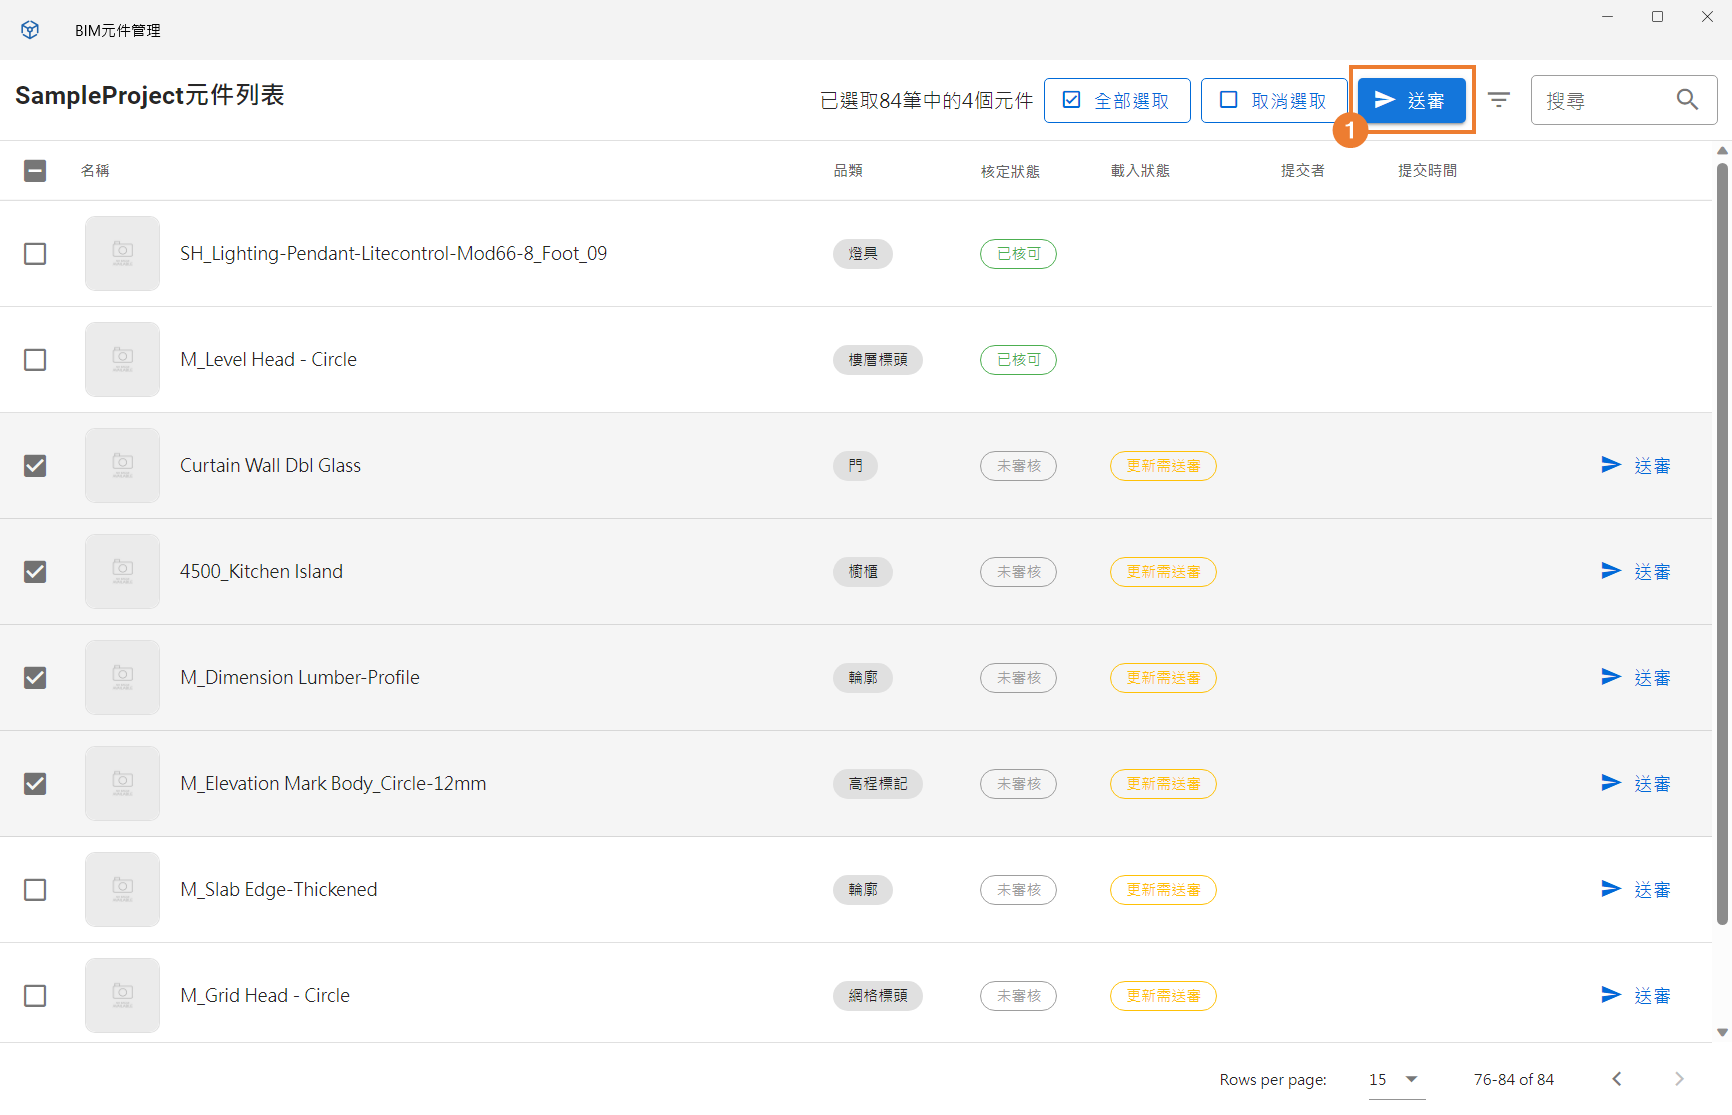 BIM元件管理
SampleProject元件列表
已選取84筆中的4個元件 全部選取 取消選取 送審 搜尋
1
名稱 品類 核定狀態 載入狀態 提交者 提交時間
SH_Lighting-Pendant-Litecontrol-Mod66-8_Foot_09 燈具 已核可
M_Level Head - Circle 樓層標頭 已核可
Curtain Wall Dbl Glass 門 未審核 更新需送審 送審
4500_Kitchen Island 櫥櫃 未審核 更新需送審 送審
M_Dimension Lumber-Profile 輪廓 未審核 更新需送審 送審
M_Elevation Mark Body_Circle-12mm 高程標記 未審核 更新需送審 送審
M_Slab Edge-Thickened 輪廓 未審核 更新需送審 送審
M_Grid Head - Circle 網格標頭 未審核 更新需送審 送審
Rows per page: 15 76-84 of 84